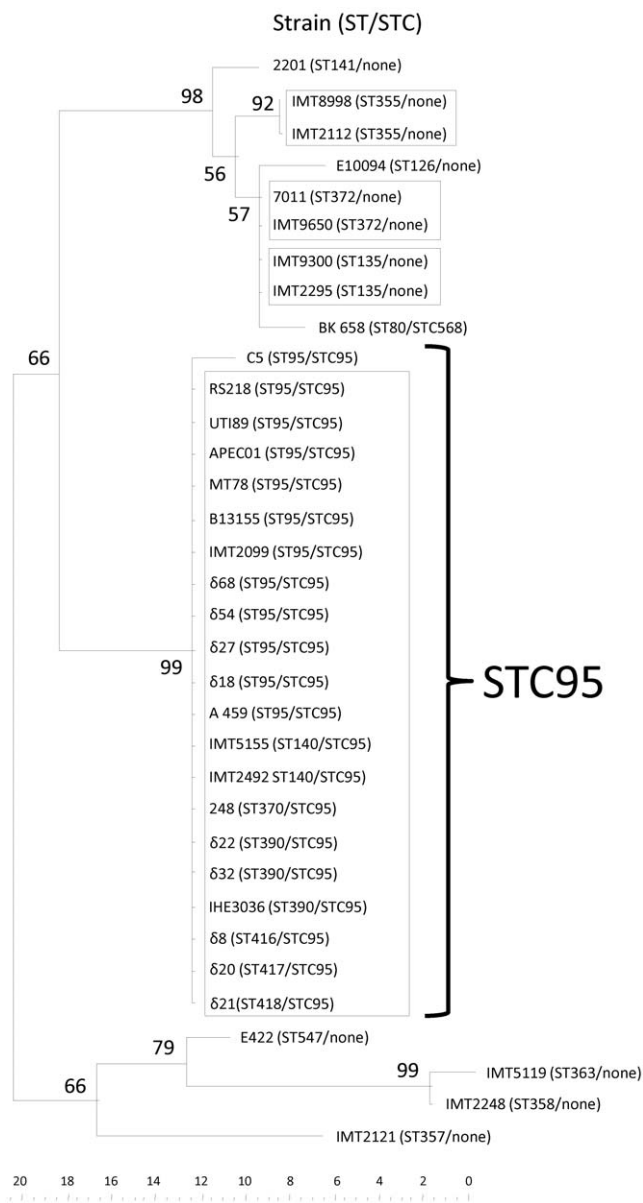 Strain (ST/STC)
2201 (ST141/none)
98
92
IMT8998 (ST355/none)
IMT2112 (ST355/none)
56
E10094 (ST126/none)
57
7011 (ST372/none)
IMT9650 (ST372/none)
IMT9300 (ST135/none)
IMT2295 (ST135/none)
BK 658 (ST80/STC568)
66
C5 (ST95/STC95)
RS218 (ST95/STC95)
UTI89 (ST95/STC95)
APEC01 (ST95/STC95)
MT78 (ST95/STC95)
B13155 (ST95/STC95)
IMT2099 (ST95/STC95)
δ68 (ST95/STC95)
δ54 (ST95/STC95)
δ27 (ST95/STC95)
99
δ18 (ST95/STC95)
STC95
A 459 (ST95/STC95)
IMT5155 (ST140/STC95)
IMT2492 ST140/STC95)
248 (ST370/STC95)
δ22 (ST390/STC95)
δ32 (ST390/STC95)
IHE3036 (ST390/STC95)
δ8 (ST416/STC95)
δ20 (ST417/STC95)
δ21(ST418/STC95)
E422 (ST547/none)
79
99
IMT5119 (ST363/none)
66
IMT2248 (ST358/none)
IMT2121 (ST357/none)
20 18 16 14 12 10 8 6 4 2 0